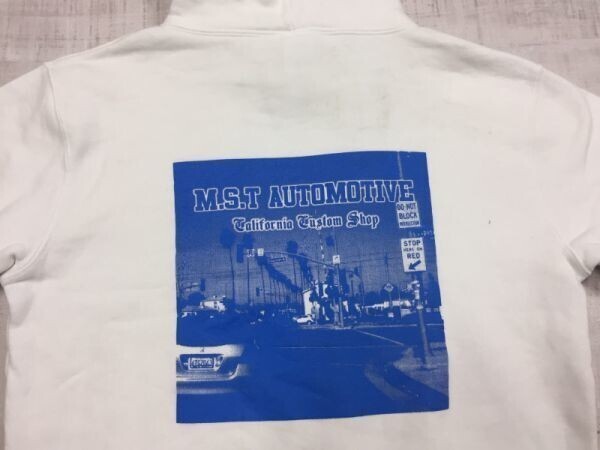 M.S.T AUTOMOTIVE
California Custom Shop
DO NOT
BLOCK
INTERSECTION
STOP
HERE ON
RED